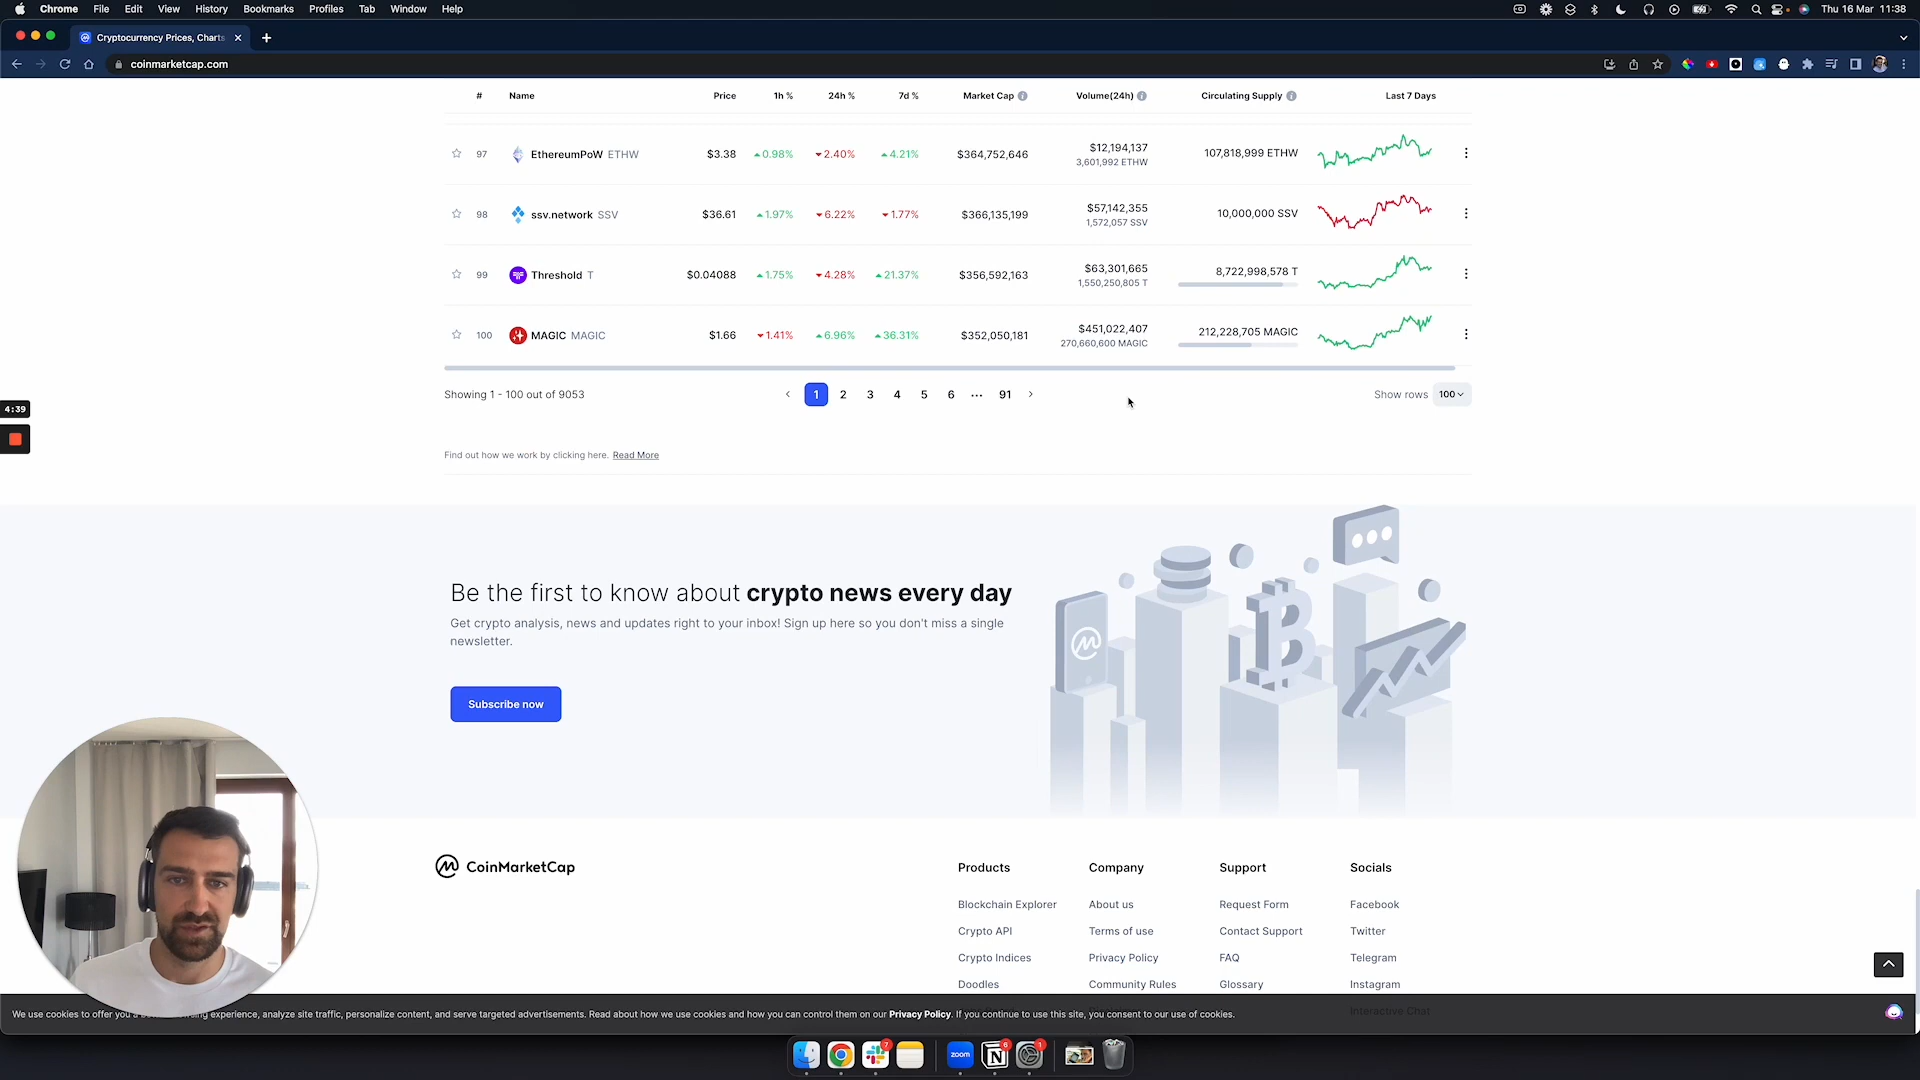 Chrome File Edit View History Bookmarks Profiles Tab Window Help
Thu 16 Mar 11:38
Cryptocurrency Prices, Charts
coinmarketcap.com
# Name Price 1h % 24h % 7d % Market Cap Volume(24h) Circulating Supply Last 7 Days
97 EthereumPoW ETHW $3.38 0.98% 2.40% 4.21% $364,752,646 $12,194,137 107,818,999 ETHW
3,601,992 ETHW
98 ssv.network SSV $36.61 1.97% 6.22% 1.77% $366,135,199 $57,142,355 10,000,000 SSV
1,572,057 SSV
99 Threshold T $0.04088 1.75% 4.28% 21.37% $356,592,163 $63,301,665 8,722,998,578 T
1,550,250,805 T
100 MAGIC MAGIC $1.66 1.41% 6.96% 36.31% $352,050,181 $451,022,407 212,228,705 MAGIC
270,660,600 MAGIC
Showing 1 - 100 out of 9053
1 2 3 4 5 6 ... 91
Show rows 100
4:39
Find out how we work by clicking here. Read More
Be the first to know about crypto news every day
Get crypto analysis, news and updates right to your inbox! Sign up here so you don't miss a single
newsletter.
Subscribe now
CoinMarketCap
Products Company Support Socials
Blockchain Explorer About us Request Form Facebook
Crypto API Terms of use Contact Support Twitter
Crypto Indices Privacy Policy FAQ Telegram
Doodles Community Rules Glossary Instagram
Interactive Chat
We use cookies to offer you a experience, analyze site traffic, personalize content, and serve targeted advertisements. Read about how we use cookies and how you can control them on our Privacy Policy. If you continue to use this site, you consent to our use of cookies.
7 zoom N 6 1